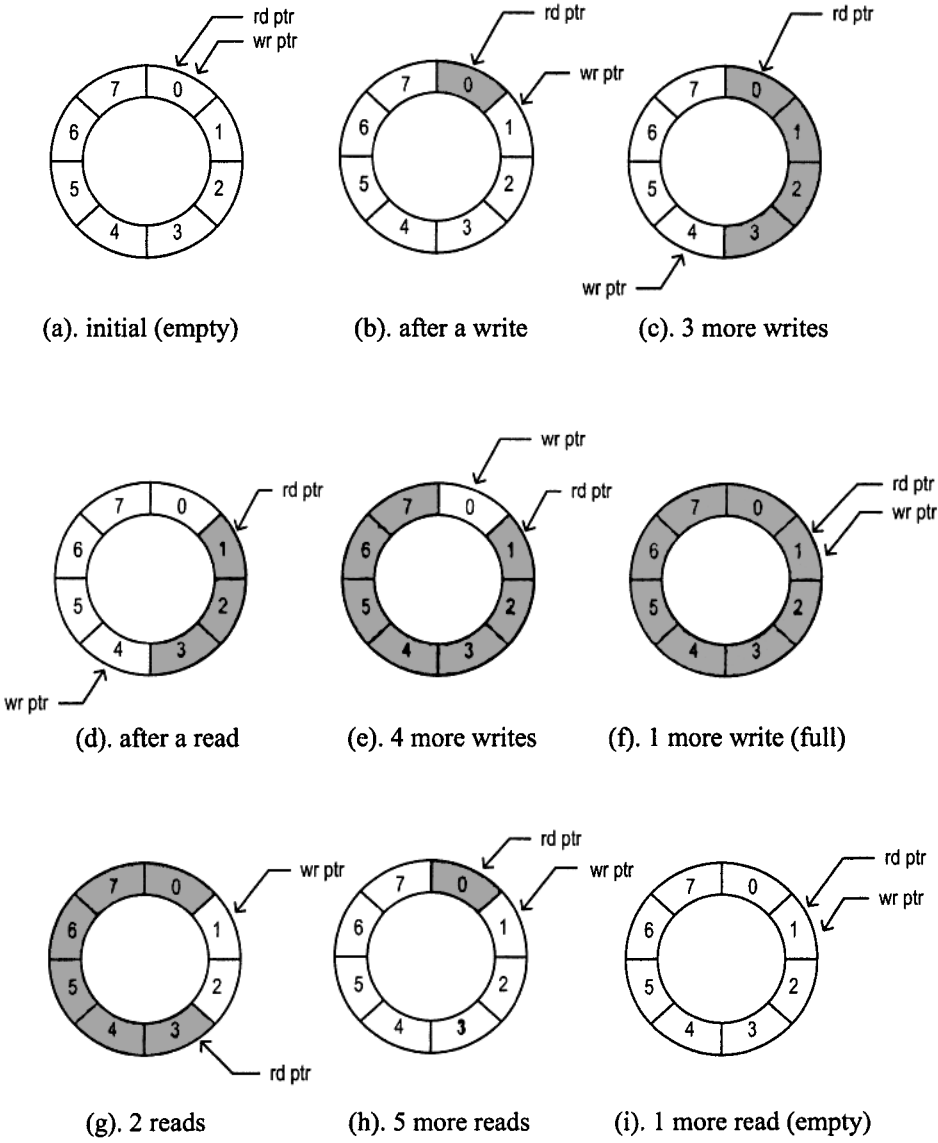 rd ptr
wr ptr
7 0
6 1
5 2
4 3
(a). initial (empty)
rd ptr
wr ptr
7 0
6 1
5 2
4 3
(b). after a write
rd ptr
7 0
6 1
5 2
4 3
wr ptr
(c). 3 more writes
rd ptr
7 0
6 1
5 2
4 3
wr ptr
(d). after a read
wr ptr
rd ptr
7 0
6 1
5 2
4 3
(e). 4 more writes
rd ptr
wr ptr
7 0
6 1
5 2
4 3
(f). 1 more write (full)
wr ptr
7 0
6 1
5 2
4 3
rd ptr
(g). 2 reads
rd ptr
wr ptr
7 0
6 1
5 2
4 3
(h). 5 more reads
rd ptr
wr ptr
7 0
6 1
5 2
4 3
(i). 1 more read (empty)